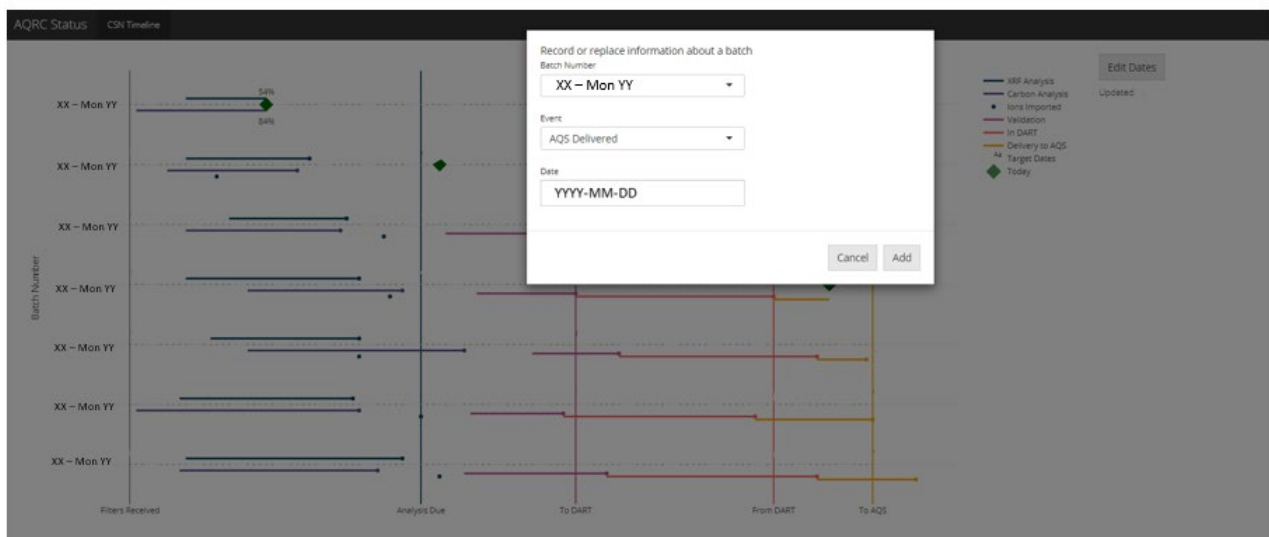 AQRC Status CSN Timeline
Record or replace information about a batch
Batch Number
XX – Mon YY
Event
AQS Delivered
Date
YYYY-MM-DD
Cancel Add
Edit Dates
Updated:
XRF Analysis
Carbon Analysis
Ions Imported
Validation
In DART
Delivery to AQS
Aa Target Dates
Today
Batch Number
XX – Mon YY
54%
84%
XX – Mon YY
XX – Mon YY
XX – Mon YY
XX – Mon YY
XX – Mon YY
XX – Mon YY
Filters Received Analysis Due To DART From DART To AQS